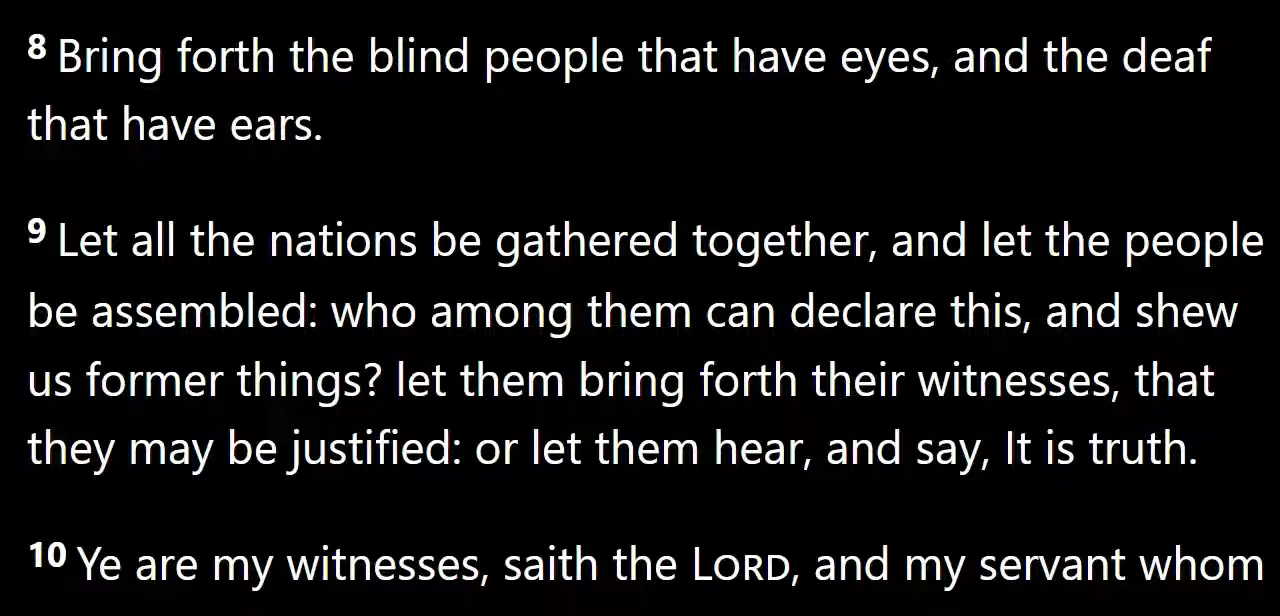 8 Bring forth the blind people that have eyes, and the deaf
that have ears.
9 Let all the nations be gathered together, and let the people
be assembled: who among them can declare this, and shew
us former things? let them bring forth their witnesses, that
they may be justified: or let them hear, and say, It is truth.
10 Ye are my witnesses, saith the LORD, and my servant whom